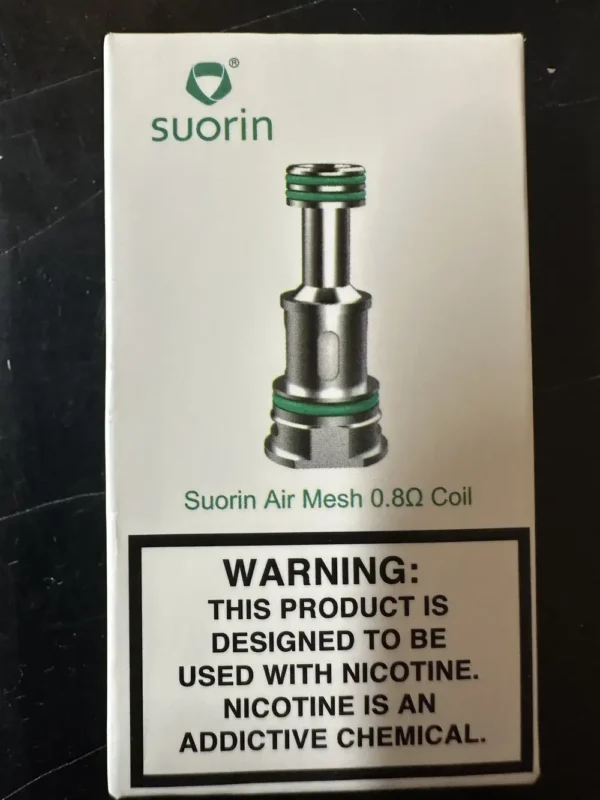 ®
suorin
Suorin Air Mesh 0.8Ω Coil
WARNING:
THIS PRODUCT IS
DESIGNED TO BE
USED WITH NICOTINE.
NICOTINE IS AN
ADDICTIVE CHEMICAL.